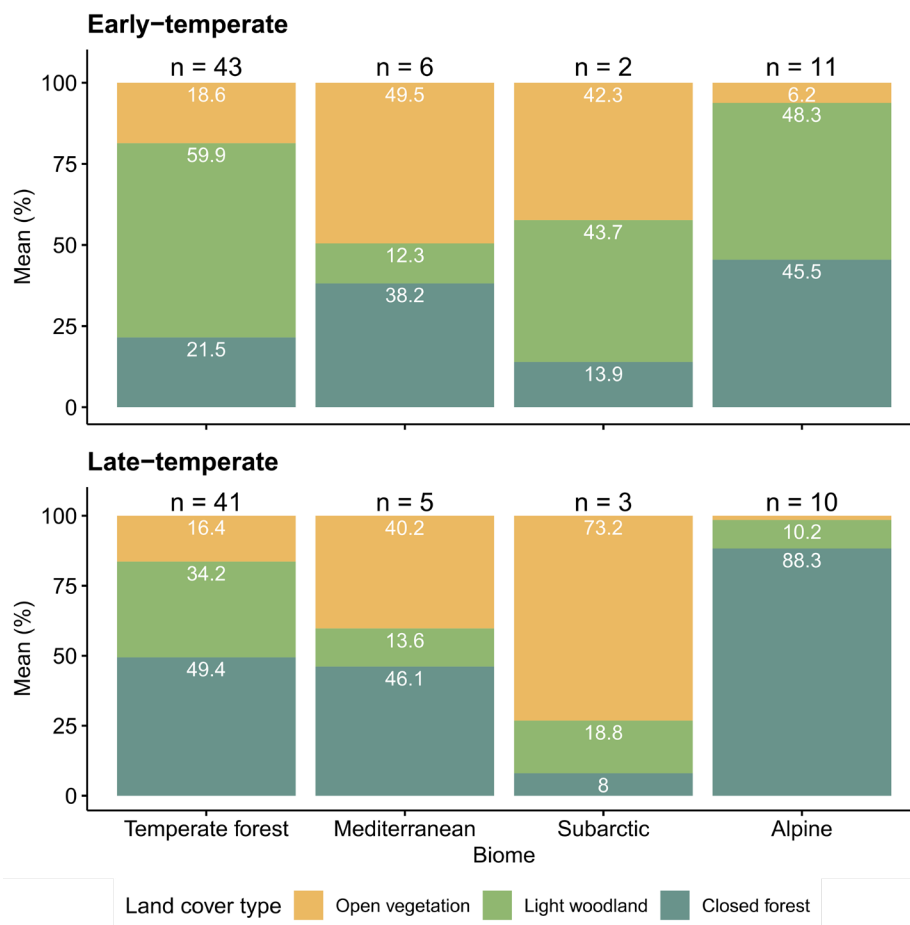 Early−temperate
n = 43 n = 6 n = 2 n = 11
100 18.6 49.5 42.3 6.2
48.3
75 59.9
Mean (%)
50 12.3 43.7
38.2 45.5
25 21.5 13.9
0
Late−temperate
n = 41 n = 5 n = 3 n = 10
100 16.4 40.2 73.2 10.2
75 34.2 88.3
Mean (%)
50 13.6
49.4 46.1
25 18.8
0 8
Temperate forest Mediterranean Subarctic Alpine
Biome
Land cover type Open vegetation Light woodland Closed forest